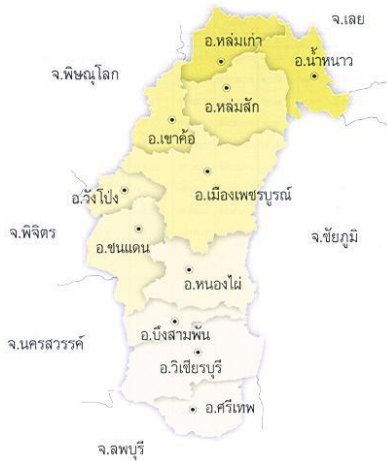 จ.เลย
อ.หล่มเก่า
อ.น้ำหนาว
จ.พิษณุโลก
อ.หล่มสัก
อ.เขาค้อ
อ.วังโป่ง
อ.เมืองเพชรบูรณ์
จ.พิจิตร
จ.ชัยภูมิ
อ.ชนแดน
อ.หนองไผ่
อ.บึงสามพัน
จ.นครสวรรค์
อ.วิเชียรบุรี
อ.ศรีเทพ
จ.ลพบุรี